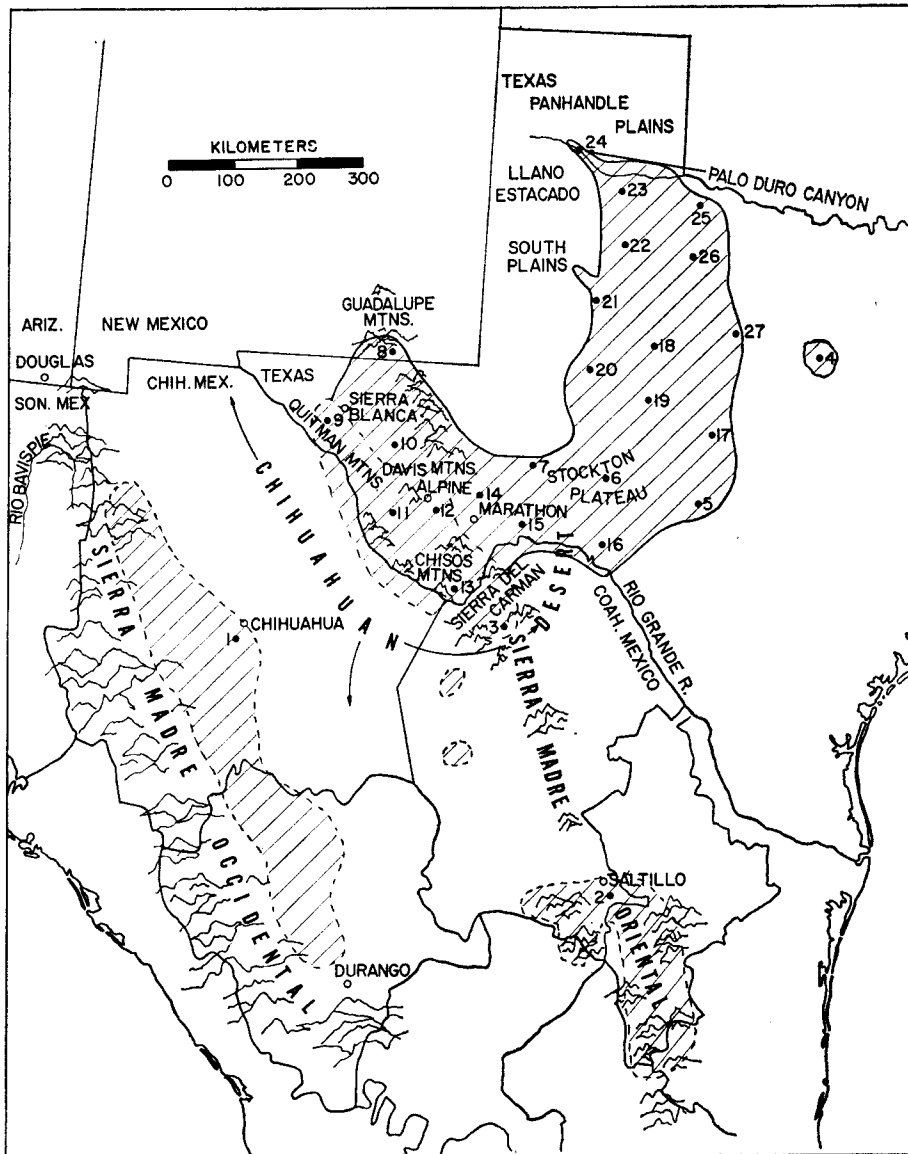 TEXAS
PANHANDLE
PLAINS
24
KILOMETERS
0 100 200 300
LLANO
ESTACADO
PALO DURO CANYON
23
25
SOUTH
PLAINS
22
26
GUADALUPE
MTNS.
21
ARIZ. NEW MEXICO
8
18
27
4
DOUGLAS
CHIH. MEX.
TEXAS
20
SON. MEX
SIERRA
BLANCA
9
QUITMAN MTNS
19
10
17
RIO BAVISPE
CHIHUAHUAN
DESERT
DAVIS MTNS.
7
STOCKTON
PLATEAU
6
ALPINE
14
11
12
MARATHON
5
15
16
CHISOS
MTNS
13
SIERRA DEL
CARMAN
3
RIO GRANDE R.
COAH. MEXICO
CHIHUAHUA
1
SIERRA MADRE OCCIDENTAL
SIERRA MADRE ORIENTAL
SALTILLO
2
DURANGO